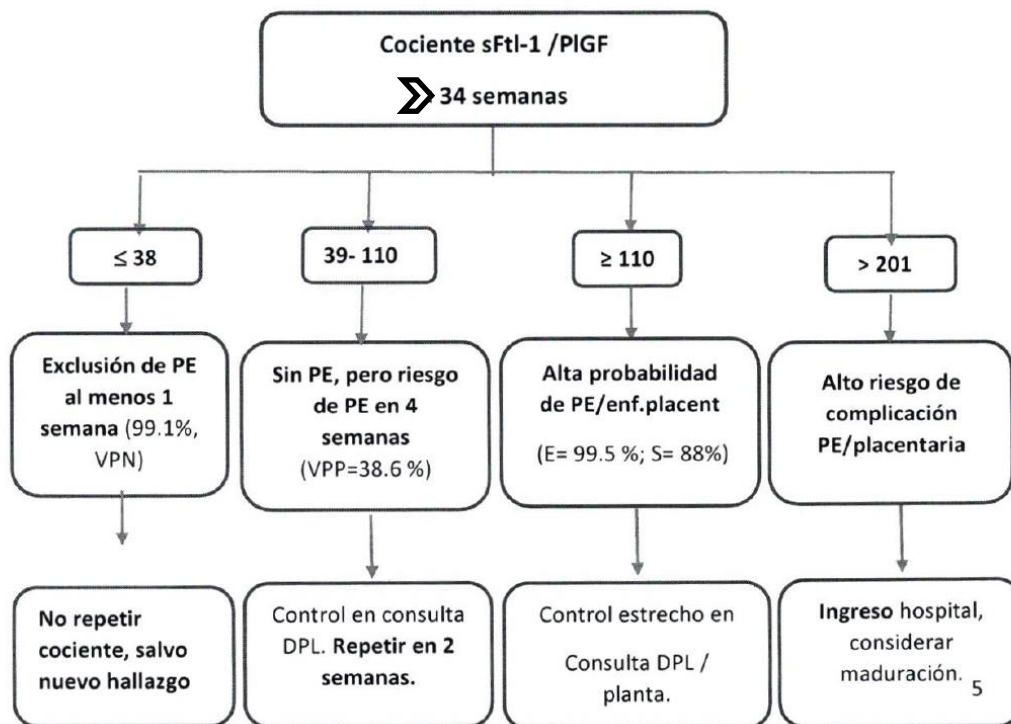 Cociente sFtl-1 /PlGF
34 semanas
≤ 38
39- 110
≥ 110
> 201
Exclusión de PE
al menos 1
semana (99.1%,
VPN)
Sin PE, pero riesgo
de PE en 4
semanas
(VPP=38.6 %)
Alta probabilidad
de PE/enf.placent
(E= 99.5 %; S= 88%)
Alto riesgo de
complicación
PE/placentaria
No repetir
cociente, salvo
nuevo hallazgo
Control en consulta
DPL. Repetir en 2
semanas.
Control estrecho en
Consulta DPL /
planta.
Ingreso hospital,
considerar
maduración.
5